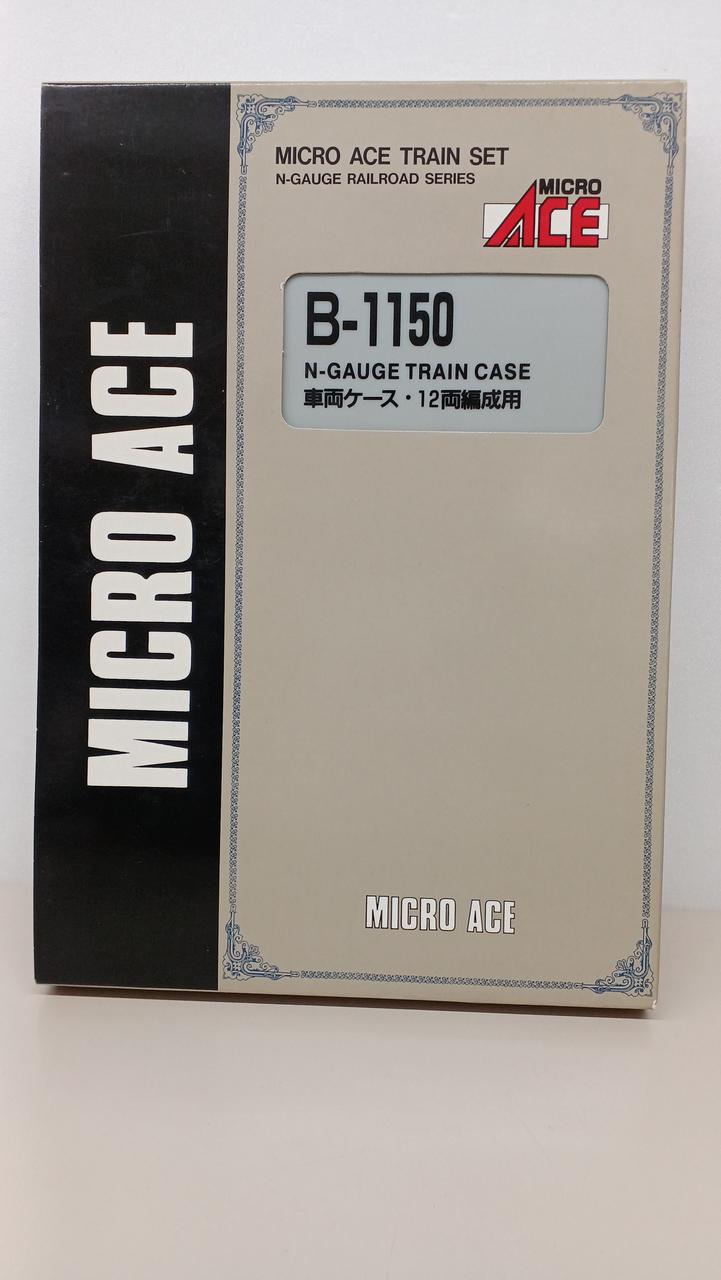 MICRO ACE
MICRO ACE TRAIN SET
N-GAUGE RAILROAD SERIES
MICRO
ACE
B-1150
N-GAUGE TRAIN CASE
車両ケース・12両編成用
MICRO ACE